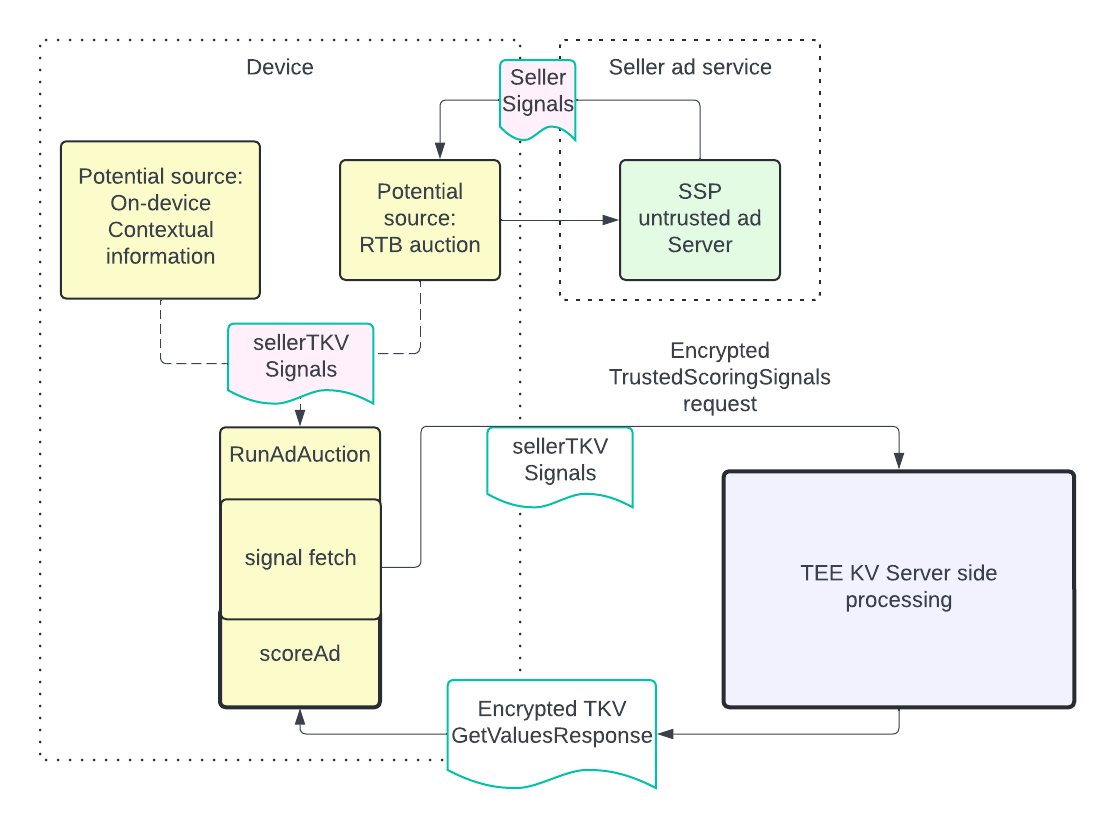 Device
Seller
Signals
Seller ad service
Potential source:
On-device
Contextual
information
Potential
source:
RTB auction
SSP
untrusted ad
Server
sellerTKV
Signals
Encrypted
TrustedScoringSignals
request
RunAdAuction
sellerTKV
Signals
signal fetch
TEE KV Server side
processing
scoreAd
Encrypted TKV
GetValuesResponse